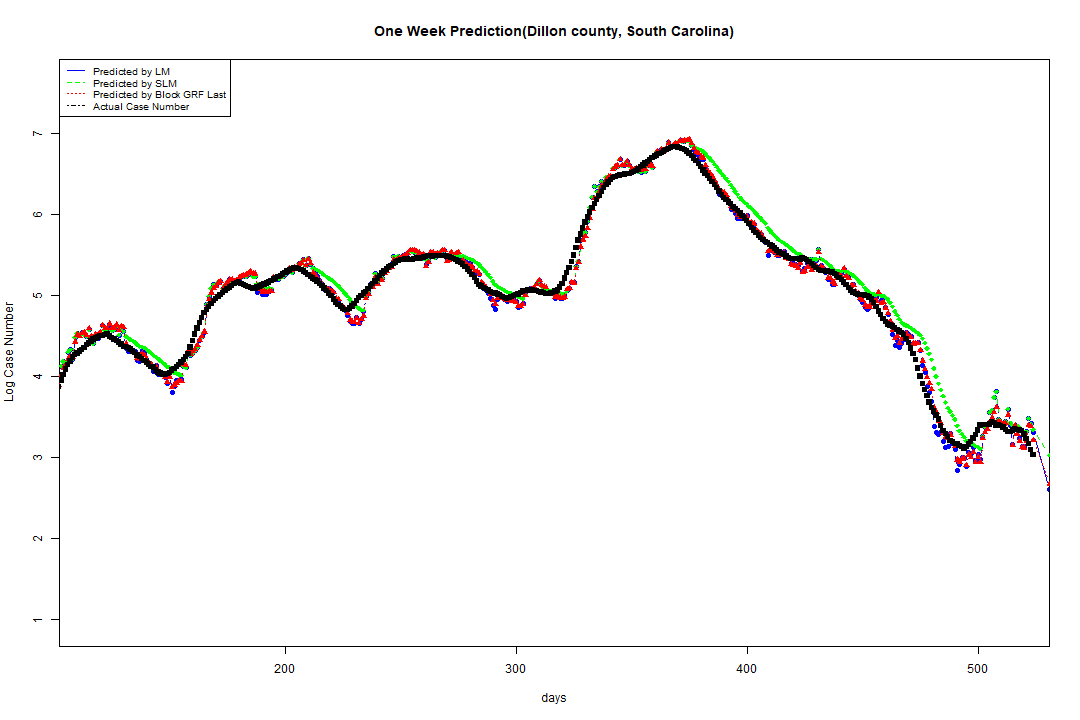 One Week Prediction(Dillon county, South Carolina)
Predicted by LM
Predicted by SLM
Predicted by Block GRF Last
Actual Case Number
7
6
5
4
3
2
1
Log Case Number
200 300 400 500
days